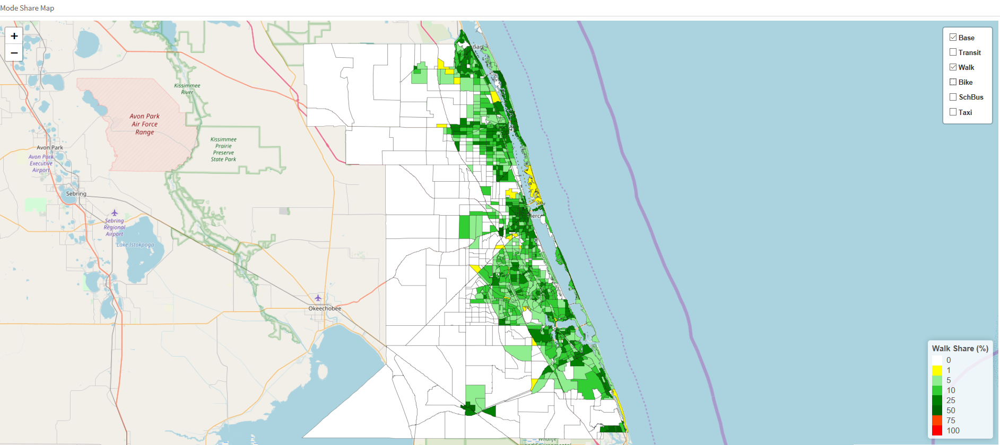 Mode Share Map
+
−
Base
Transit
Walk
Bike
SchBus
Taxi
Kissimmee
River
Avon Park
Air Force
Range
Kissimmee
Prairie
Preserve
State Park
Avon Park
Avon Park
Executive
Airport
Sebring
Sebring
Regional
Airport
Lake Istokpoga
Okeechobee
Walk Share (%)
0
1
5
10
25
50
75
100